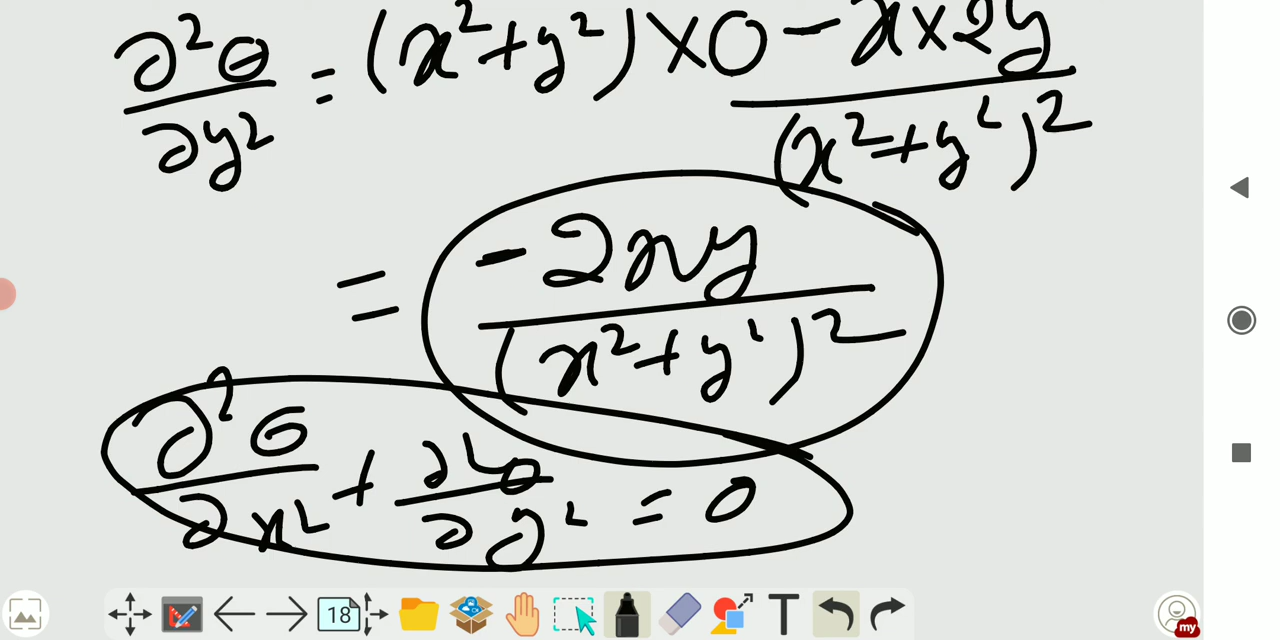 ∂²θ/∂y² = (x²+y²)×0 − x×2y/(x²+y²)²
= −2xy/(x²+y²)²
∂²θ/∂x² + ∂²θ/∂y² = 0
18 T
my